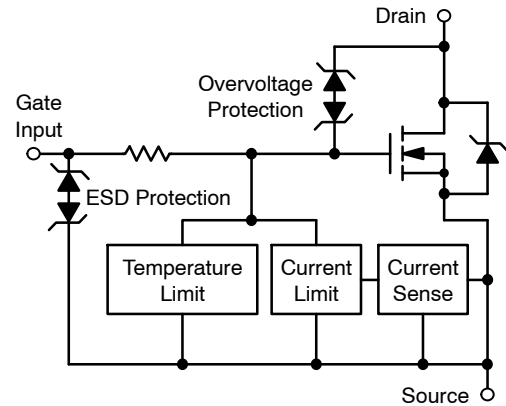 Drain
Overvoltage
Protection
Gate
Input
ESD Protection
Temperature
Limit
Current
Limit
Current
Sense
Source